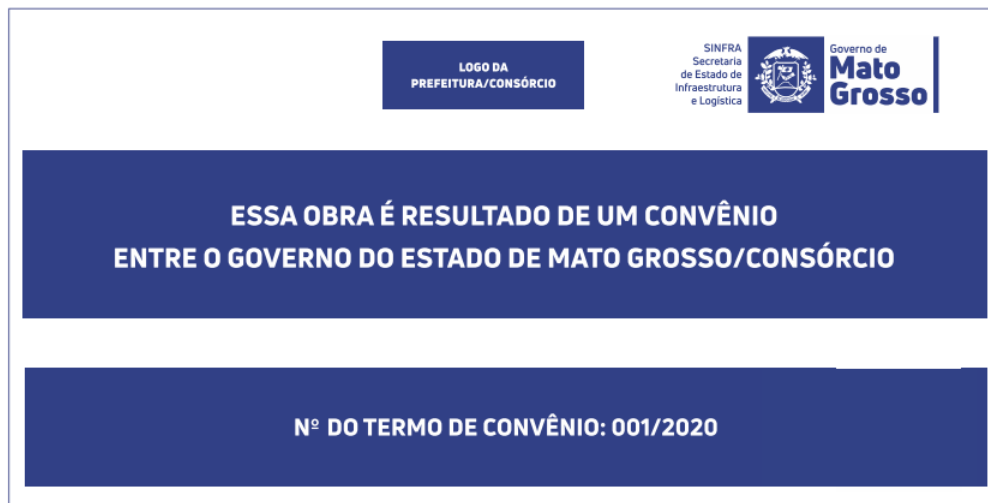 LOGO DA
PREFEITURA/CONSÓRCIO
SINFRA
Secretaria
de Estado de
Infraestrutura
e Logística
Governo de
Mato
Grosso
ESSA OBRA É RESULTADO DE UM CONVÊNIO
ENTRE O GOVERNO DO ESTADO DE MATO GROSSO/CONSÓRCIO
Nº DO TERMO DE CONVÊNIO: 001/2020